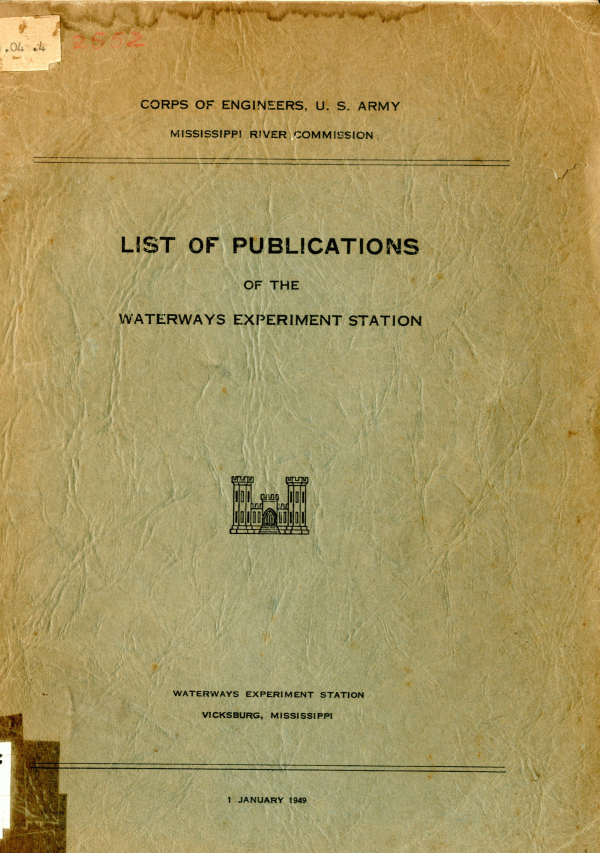 .04 .4
2652
CORPS OF ENGINEERS, U. S. ARMY
MISSISSIPPI RIVER COMMISSION
LIST OF PUBLICATIONS
OF THE
WATERWAYS EXPERIMENT STATION
WATERWAYS EXPERIMENT STATION
VICKSBURG, MISSISSIPPI
1 JANUARY 1949